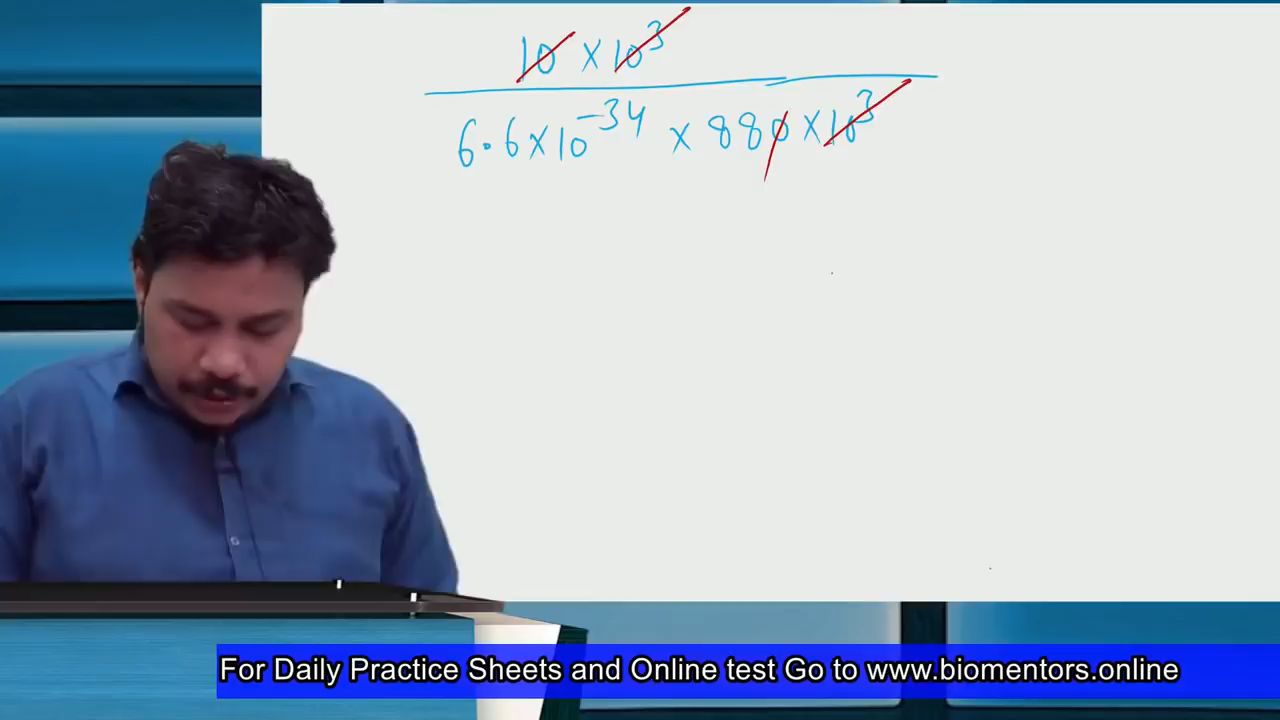 10 × 10³
6.6 × 10⁻³⁴ × 880 × 10³
For Daily Practice Sheets and Online test Go to www.biomentors.online